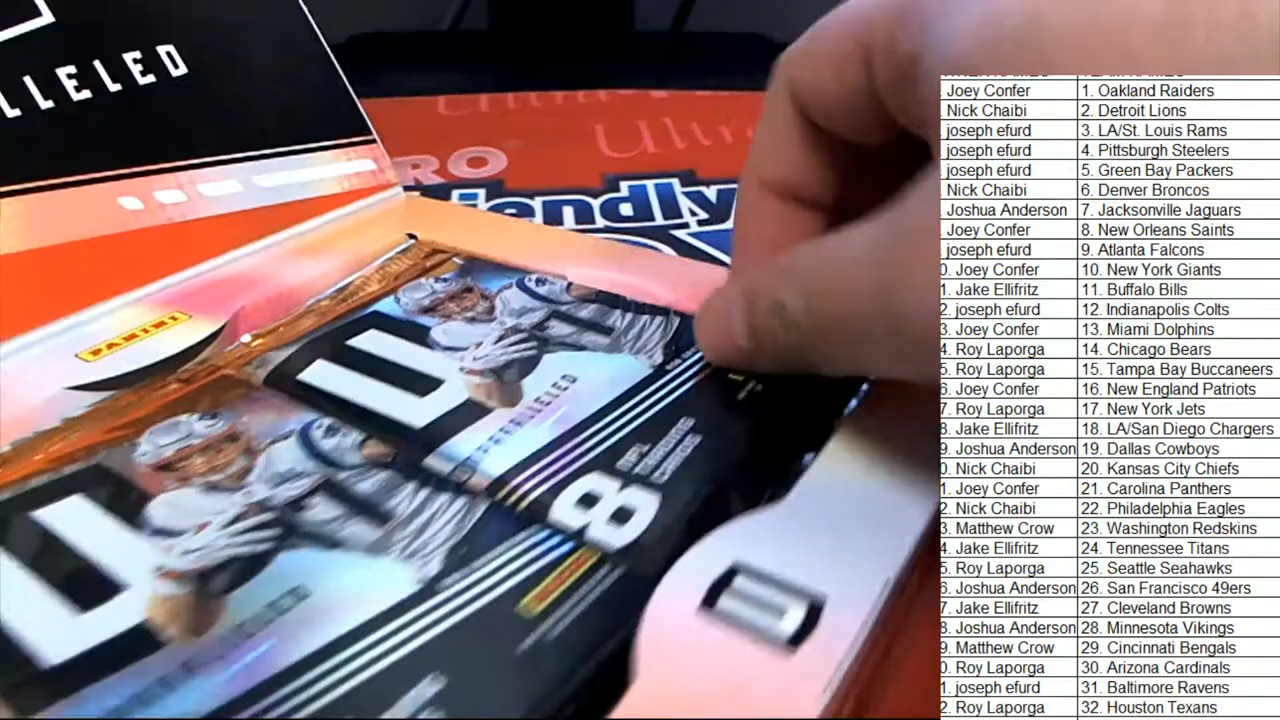 LLELED
RO
Ultra
Ultra
iendly
PANINI
U
U
8
NFL TRADING CARDS
U
. Joey Confer 1. Oakland Raiders
. Nick Chaibi 2. Detroit Lions
. joseph efurd 3. LA/St. Louis Rams
. joseph efurd 4. Pittsburgh Steelers
. joseph efurd 5. Green Bay Packers
. Nick Chaibi 6. Denver Broncos
. Joshua Anderson 7. Jacksonville Jaguars
. Joey Confer 8. New Orleans Saints
. joseph efurd 9. Atlanta Falcons
0. Joey Confer 10. New York Giants
1. Jake Ellifritz 11. Buffalo Bills
2. joseph efurd 12. Indianapolis Colts
3. Joey Confer 13. Miami Dolphins
4. Roy Laporga 14. Chicago Bears
5. Roy Laporga 15. Tampa Bay Buccaneers
6. Joey Confer 16. New England Patriots
7. Roy Laporga 17. New York Jets
8. Jake Ellifritz 18. LA/San Diego Chargers
9. Joshua Anderson 19. Dallas Cowboys
0. Nick Chaibi 20. Kansas City Chiefs
1. Joey Confer 21. Carolina Panthers
2. Nick Chaibi 22. Philadelphia Eagles
3. Matthew Crow 23. Washington Redskins
4. Jake Ellifritz 24. Tennessee Titans
5. Roy Laporga 25. Seattle Seahawks
6. Joshua Anderson 26. San Francisco 49ers
7. Jake Ellifritz 27. Cleveland Browns
8. Joshua Anderson 28. Minnesota Vikings
9. Matthew Crow 29. Cincinnati Bengals
0. Roy Laporga 30. Arizona Cardinals
1. joseph efurd 31. Baltimore Ravens
2. Roy Laporga 32. Houston Texans